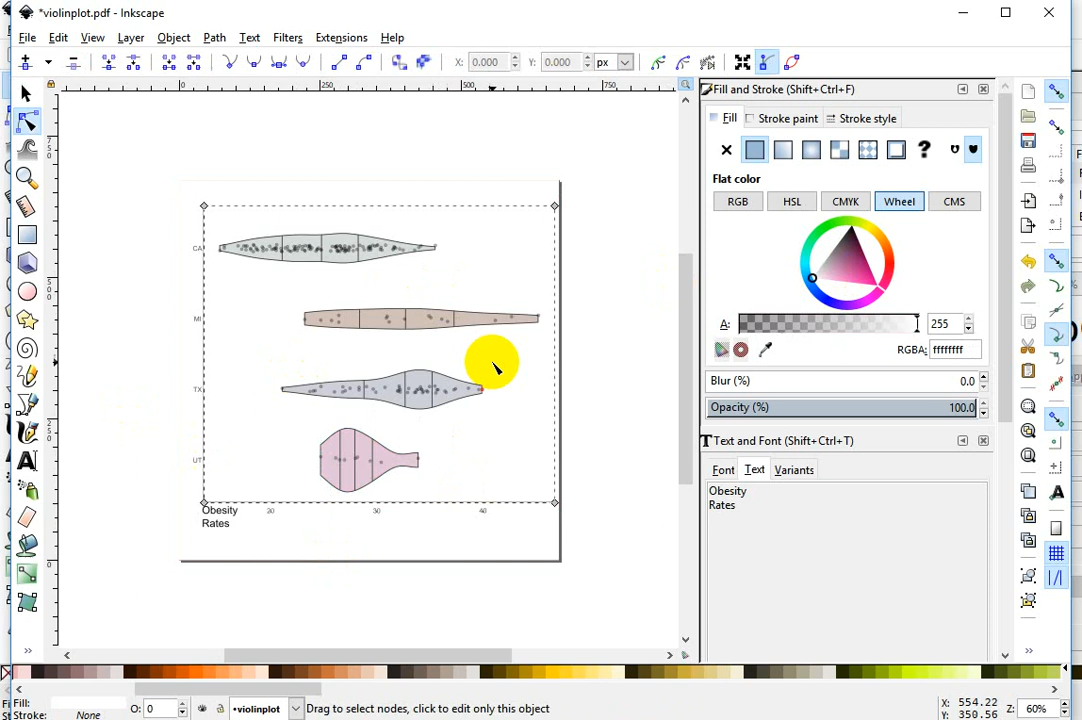 *violinplot.pdf - Inkscape
File Edit View Layer Object Path Text Filters Extensions Help
X: 0.000 Y: 0.000 px
0 250 500 750
Fill and Stroke (Shift+Ctrl+F)
Fill Stroke paint Stroke style
Flat color
RGB HSL CMYK Wheel CMS
A: 255
RGBA: ffffffff
Blur (%) 0.0
Opacity (%) 100.0
Text and Font (Shift+Ctrl+T)
Font Text Variants
Obesity
Rates
CA
MI
TX
UT
Obesity
Rates
20 30 40
Fill:
Stroke: None
O: 0
•violinplot
Drag to select nodes, click to edit only this object
X: 554.22
Y: 350.56
Z: 60%